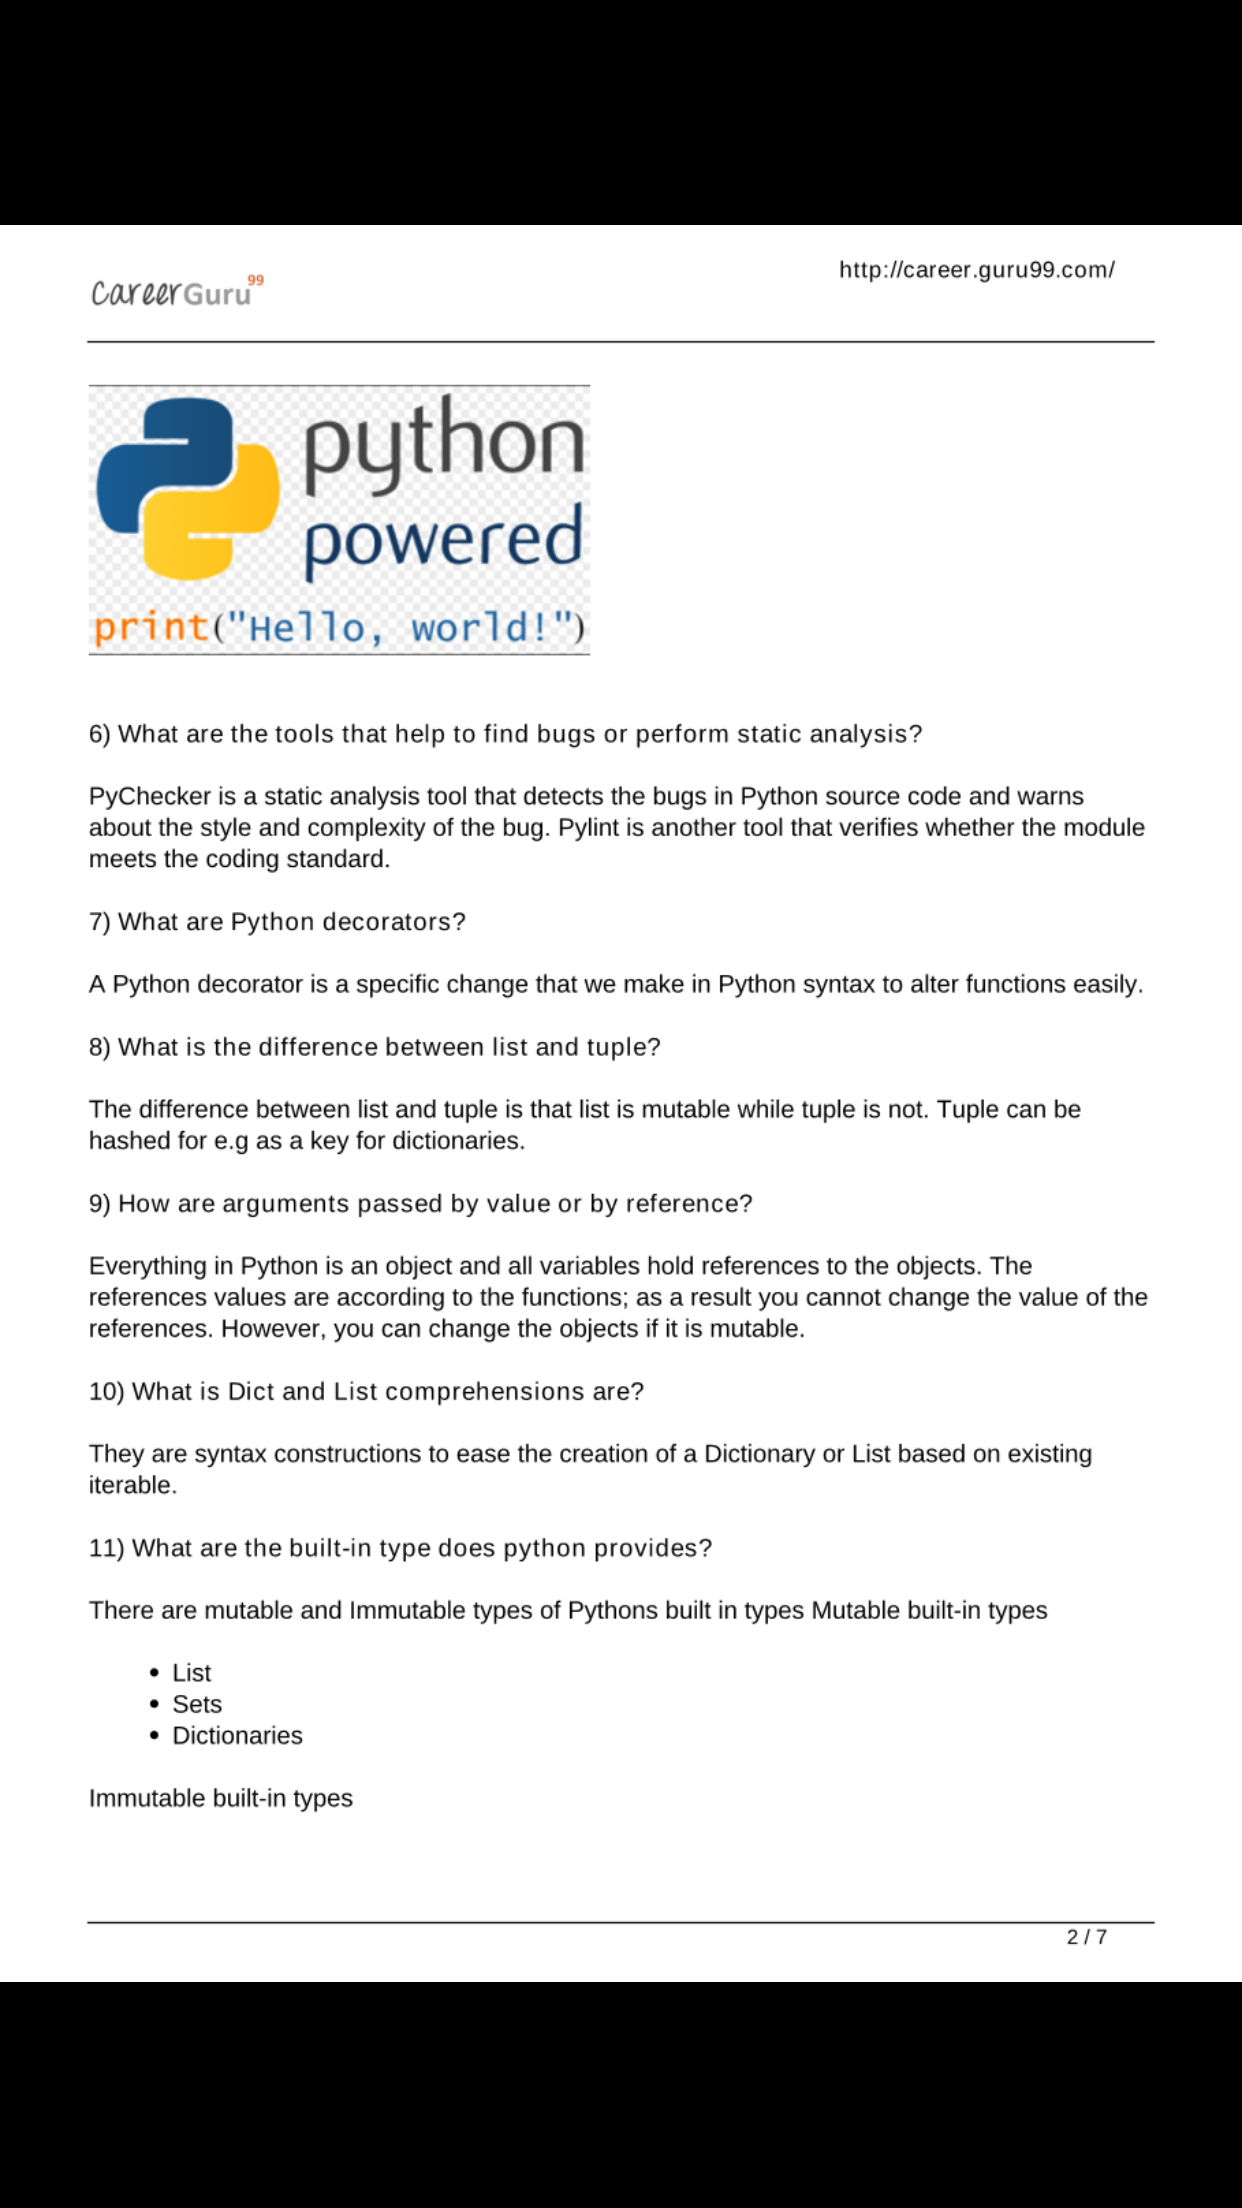 CareerGuru99
http://career.guru99.com/
python
powered
print("Hello, world!")
6) What are the tools that help to find bugs or perform static analysis?
PyChecker is a static analysis tool that detects the bugs in Python source code and warns
about the style and complexity of the bug. Pylint is another tool that verifies whether the module
meets the coding standard.
7) What are Python decorators?
A Python decorator is a specific change that we make in Python syntax to alter functions easily.
8) What is the difference between list and tuple?
The difference between list and tuple is that list is mutable while tuple is not. Tuple can be
hashed for e.g as a key for dictionaries.
9) How are arguments passed by value or by reference?
Everything in Python is an object and all variables hold references to the objects. The
references values are according to the functions; as a result you cannot change the value of the
references. However, you can change the objects if it is mutable.
10) What is Dict and List comprehensions are?
They are syntax constructions to ease the creation of a Dictionary or List based on existing
iterable.
11) What are the built-in type does python provides?
There are mutable and Immutable types of Pythons built in types Mutable built-in types
• List
• Sets
• Dictionaries
Immutable built-in types
2 / 7